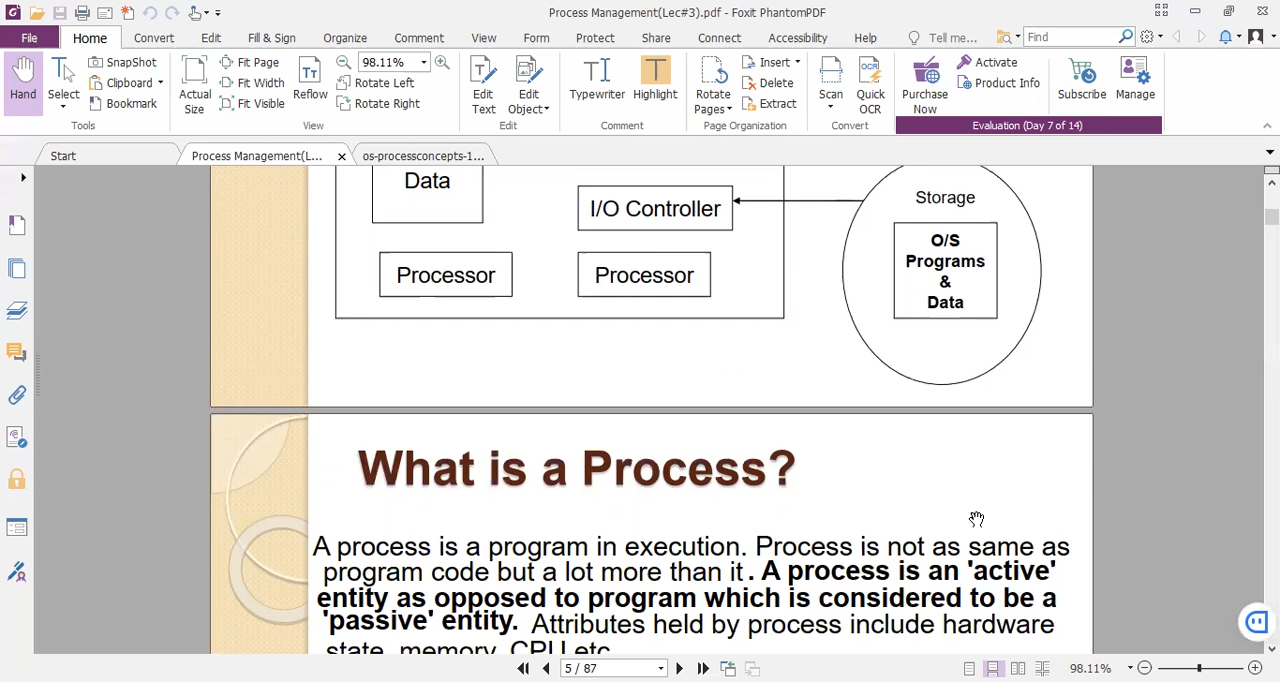 Process Management(Lec#3).pdf - Foxit PhantomPDF
File Home Convert Edit Fill & Sign Organize Comment View Form Protect Share Connect Accessibility Help Tell me... Find
Hand
Select
SnapShot
Clipboard
Bookmark
Tools
Actual
Size
Fit Page
Fit Width
Fit Visible
Reflow
98.11%
Rotate Left
Rotate Right
View
Edit
Text
Edit
Object
Edit
Typewriter
Highlight
Comment
Rotate
Pages
Insert
Delete
Extract
Page Organization
Scan
Quick
OCR
Convert
Purchase
Now
Activate
Product Info
Subscribe
Manage
Evaluation (Day 7 of 14)
Start
Process Management(L...
os-processconcepts-1...
Data
I/O Controller
Processor
Processor
Storage
O/S
Programs
&
Data
What is a Process?
A process is a program in execution. Process is not as same as
program code but a lot more than it. A process is an 'active'
entity as opposed to program which is considered to be a
'passive' entity. Attributes held by process include hardware
state, memory, CPU etc
5 / 87
98.11%